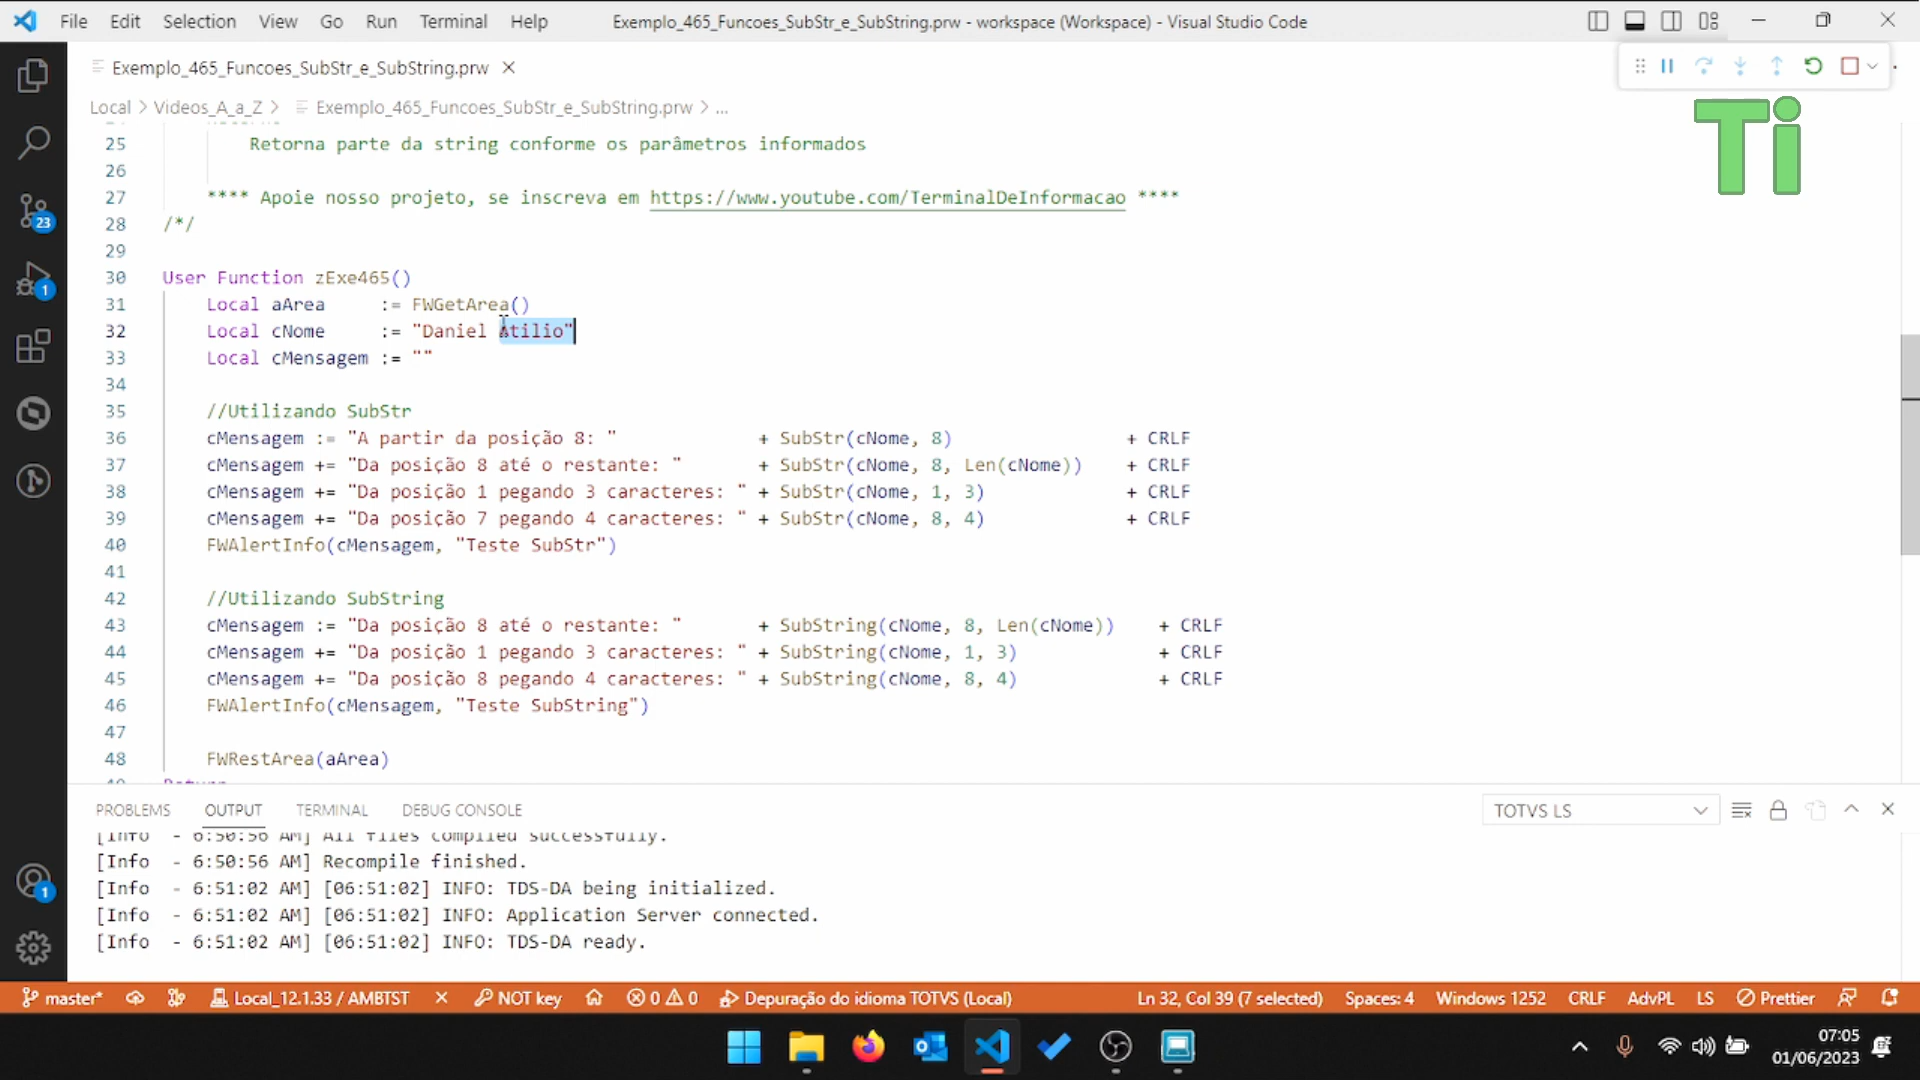 File Edit Selection View Go Run Terminal Help Exemplo_465_Funcoes_SubStr_e_SubString.prw - workspace (Workspace) - Visual Studio Code
Exemplo_465_Funcoes_SubStr_e_SubString.prw
Local > Videos_A_a_Z > Exemplo_465_Funcoes_SubStr_e_SubString.prw > ...
Ti
25 Retorna parte da string conforme os parâmetros informados
26
27 **** Apoie nosso projeto, se inscreva em https://www.youtube.com/TerminalDeInformacao ****
28 /*/
29
30 User Function zExe465()
31 Local aArea := FWGetArea()
32 Local cNome := "Daniel Atilio"
33 Local cMensagem := ""
34
35 //Utilizando SubStr
36 cMensagem := "A partir da posição 8: " + SubStr(cNome, 8) + CRLF
37 cMensagem += "Da posição 8 até o restante: " + SubStr(cNome, 8, Len(cNome)) + CRLF
38 cMensagem += "Da posição 1 pegando 3 caracteres: " + SubStr(cNome, 1, 3) + CRLF
39 cMensagem += "Da posição 7 pegando 4 caracteres: " + SubStr(cNome, 8, 4) + CRLF
40 FWAlertInfo(cMensagem, "Teste SubStr")
41
42 //Utilizando SubString
43 cMensagem := "Da posição 8 até o restante: " + SubString(cNome, 8, Len(cNome)) + CRLF
44 cMensagem += "Da posição 1 pegando 3 caracteres: " + SubString(cNome, 1, 3) + CRLF
45 cMensagem += "Da posição 8 pegando 4 caracteres: " + SubString(cNome, 8, 4) + CRLF
46 FWAlertInfo(cMensagem, "Teste SubString")
47
48 FWRestArea(aArea)
23
1
PROBLEMS OUTPUT TERMINAL DEBUG CONSOLE TOTVS LS
[Info - 6:50:56 AM] All files compiled successfully.
[Info - 6:50:56 AM] Recompile finished.
[Info - 6:51:02 AM] [06:51:02] INFO: TDS-DA being initialized.
[Info - 6:51:02 AM] [06:51:02] INFO: Application Server connected.
[Info - 6:51:02 AM] [06:51:02] INFO: TDS-DA ready.
1
master* Local_12.1.33 / AMBTST NOT key 0 0 Depuração do idioma TOTVS (Local) Ln 32, Col 39 (7 selected) Spaces: 4 Windows 1252 CRLF AdvPL LS Prettier
07:05
01/06/2023